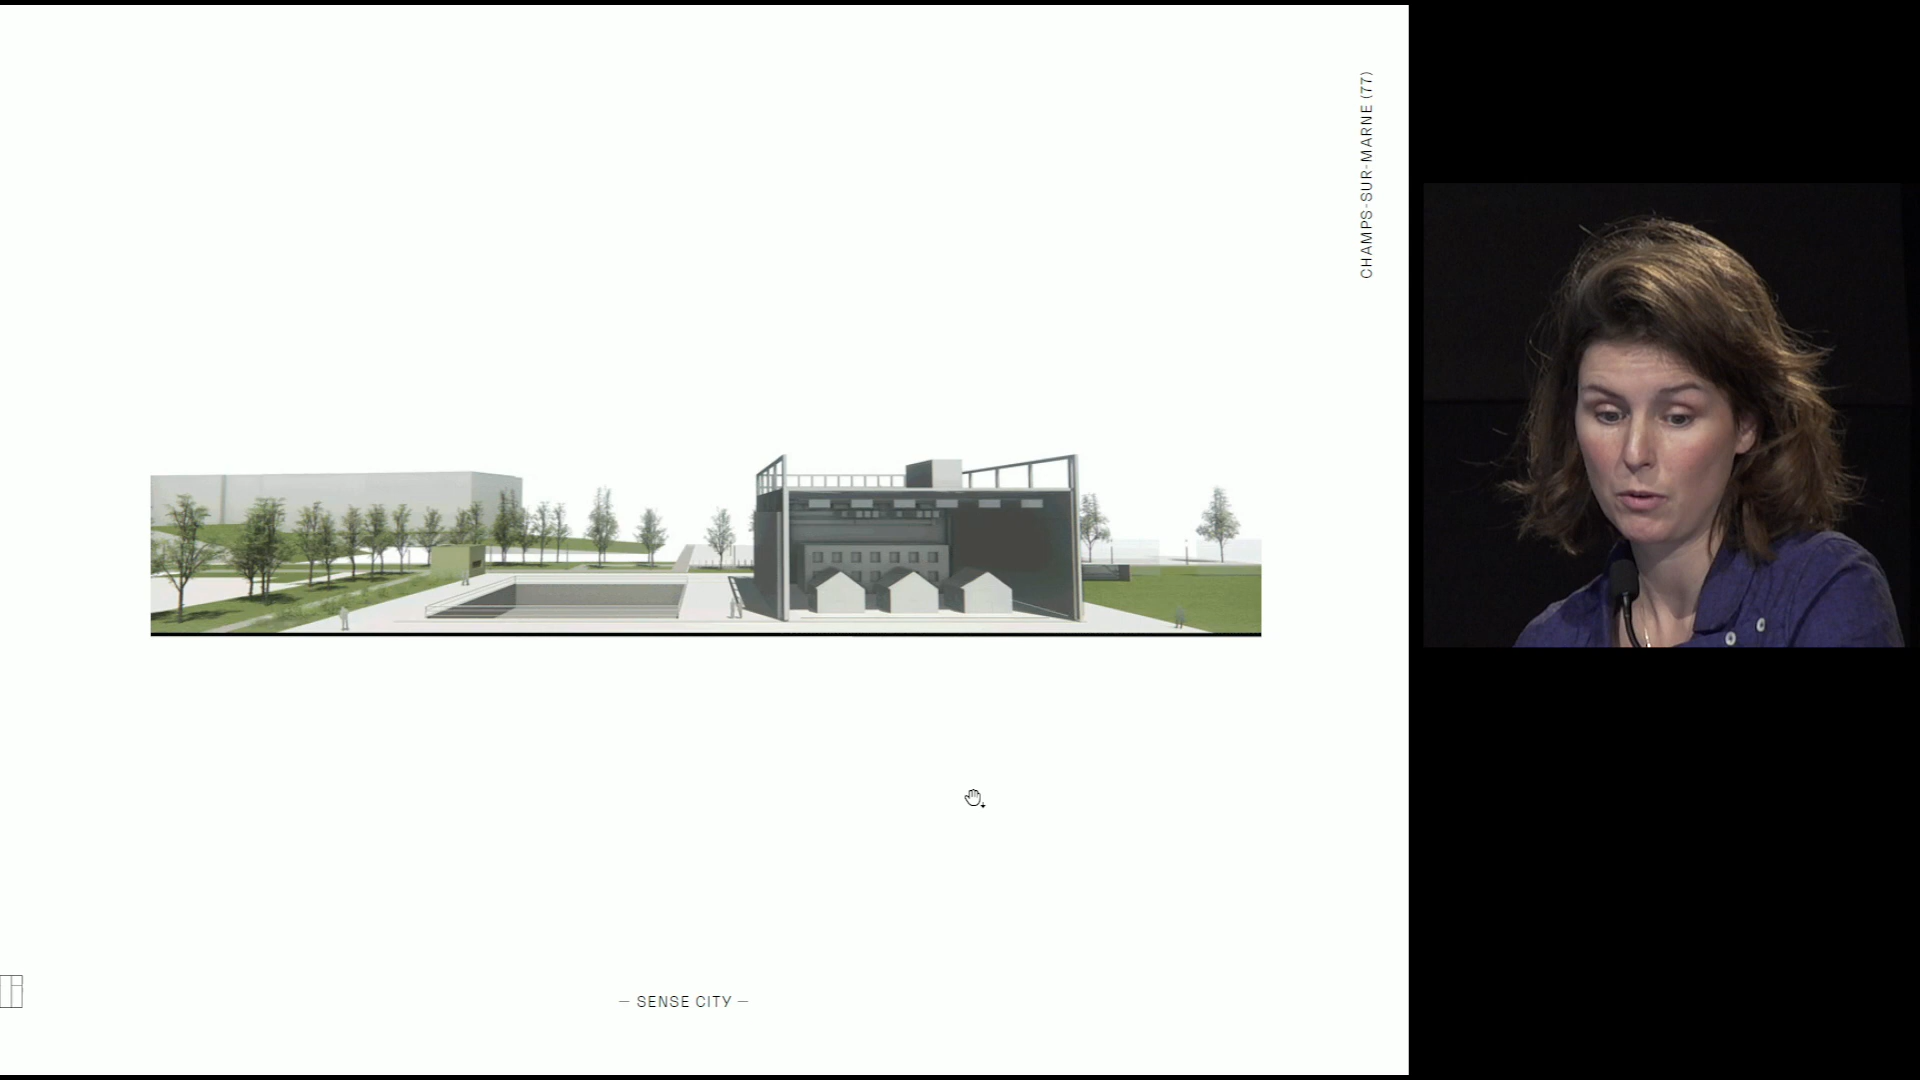 CHAMPS-SUR-MARNE (77)
— SENSE CITY —